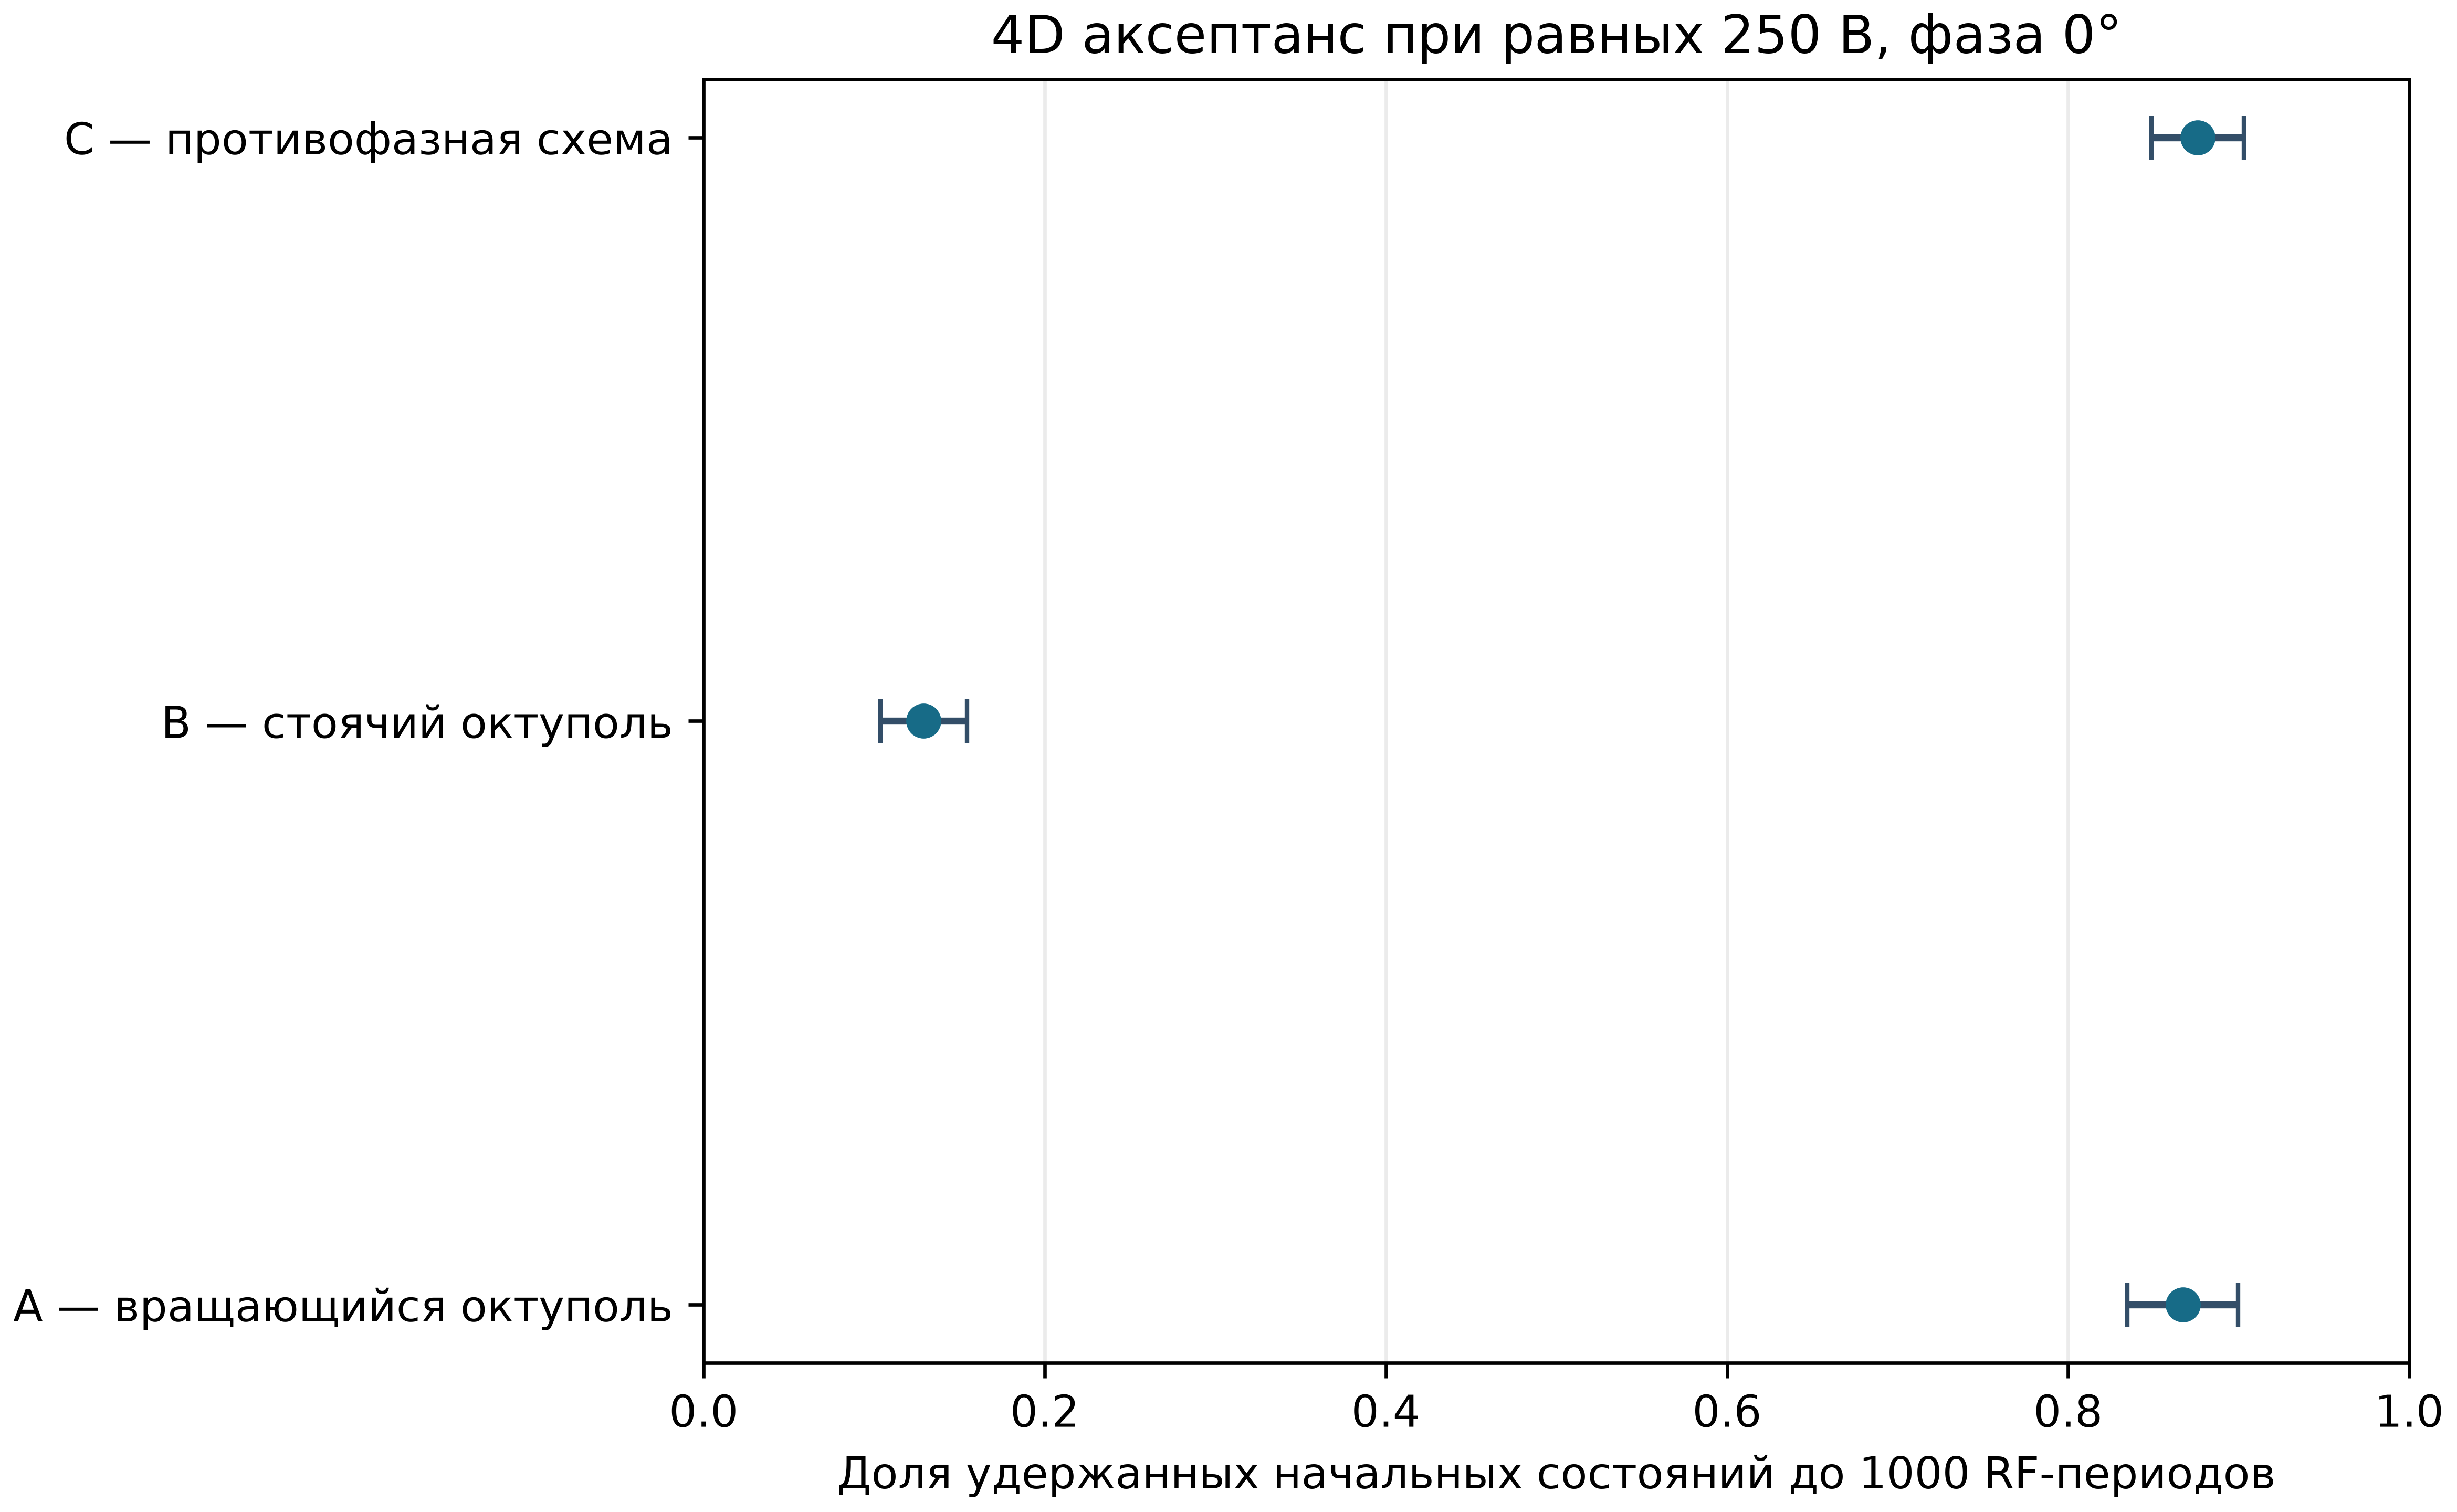 4D аксептанс при равных 250 В, фаза 0°
C — противофазная схема
B — стоячий октуполь
A — вращающийся октуполь
0.0 0.2 0.4 0.6 0.8 1.0
Доля удержанных начальных состояний до 1000 RF-периодов